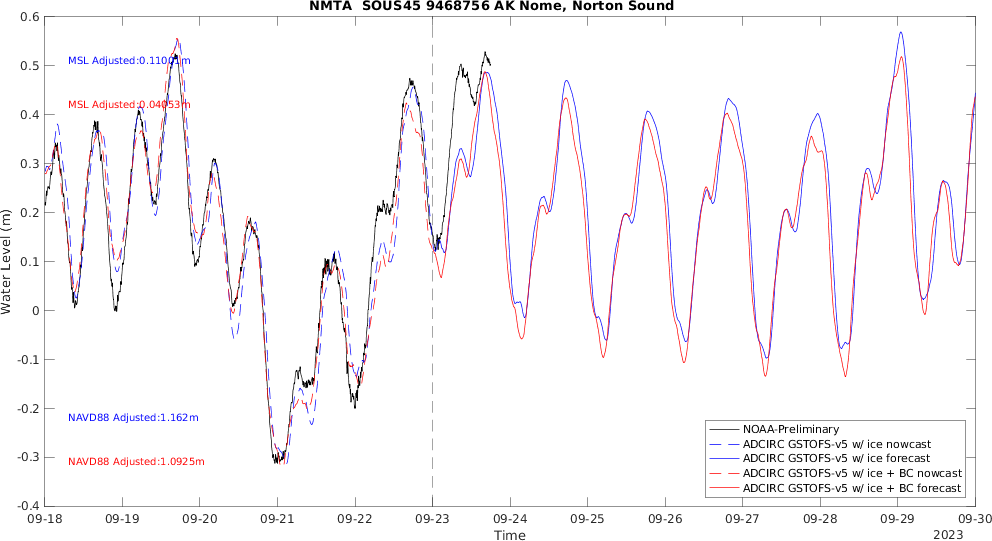 NMTA SOUS45 9468756 AK Nome, Norton Sound
0.6
0.5
0.4
0.3
0.2
0.1
0
-0.1
-0.2
-0.3
-0.4
Water Level (m)
MSL Adjusted:0.110
MSL Adjusted:0.04053m
NAVD88 Adjusted:1.162m
NAVD88 Adjusted:1.0925m
NOAA-Preliminary
ADCIRC GSTOFS-v5 w/ ice nowcast
ADCIRC GSTOFS-v5 w/ ice forecast
ADCIRC GSTOFS-v5 w/ ice + BC nowcast
ADCIRC GSTOFS-v5 w/ ice + BC forecast
09-18 09-19 09-20 09-21 09-22 09-23 09-24 09-25 09-26 09-27 09-28 09-29 09-30
Time
2023